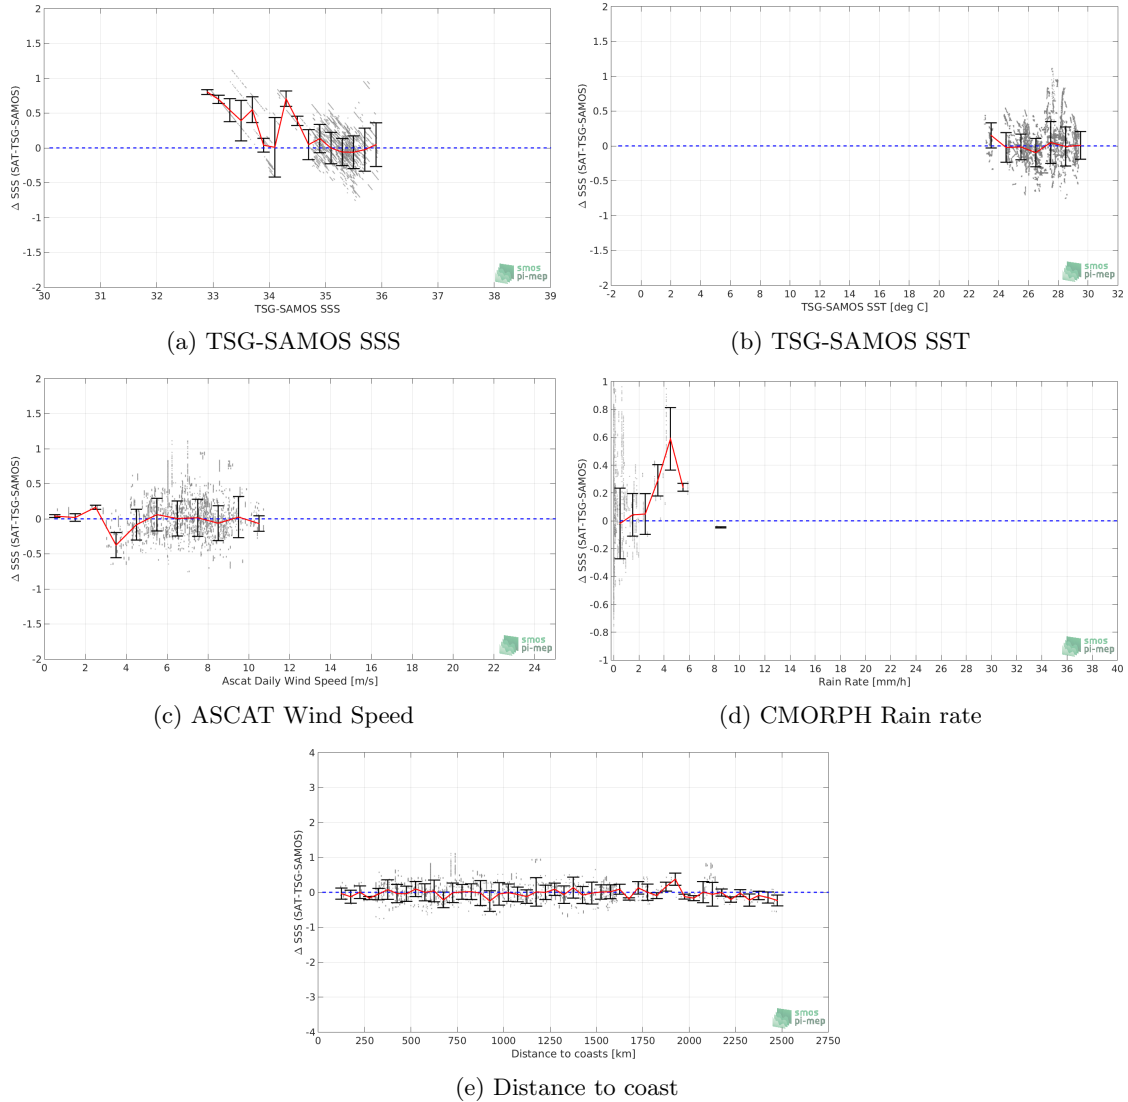 2
1.5
1
0.5
0
-0.5
-1
-1.5
-2
Δ SSS (SAT-TSG-SAMOS)
30 31 32 33 34 35 36 37 38 39
TSG-SAMOS SSS
smos
pi-mep
(a) TSG-SAMOS SSS
2
1.5
1
0.5
0
-0.5
-1
-1.5
-2
Δ SSS (SAT-TSG-SAMOS)
-2 0 2 4 6 8 10 12 14 16 18 20 22 24 26 28 30 32
TSG-SAMOS SST [deg C]
smos
pi-mep
(b) TSG-SAMOS SST
2
1.5
1
0.5
0
-0.5
-1
-1.5
-2
Δ SSS (SAT-TSG-SAMOS)
0 2 4 6 8 10 12 14 16 18 20 22 24
Ascat Daily Wind Speed [m/s]
smos
pi-mep
(c) ASCAT Wind Speed
1
0.8
0.6
0.4
0.2
0
-0.2
-0.4
-0.6
-0.8
-1
Δ SSS (SAT-TSG-SAMOS)
0 2 4 6 8 10 12 14 16 18 20 22 24 26 28 30 32 34 36 38 40
Rain Rate [mm/h]
smos
pi-mep
(d) CMORPH Rain rate
4
3
2
1
0
-1
-2
-3
-4
Δ SSS (SAT-TSG-SAMOS)
0 250 500 750 1000 1250 1500 1750 2000 2250 2500 2750
Distance to coasts [km]
smos
pi-mep
(e) Distance to coast